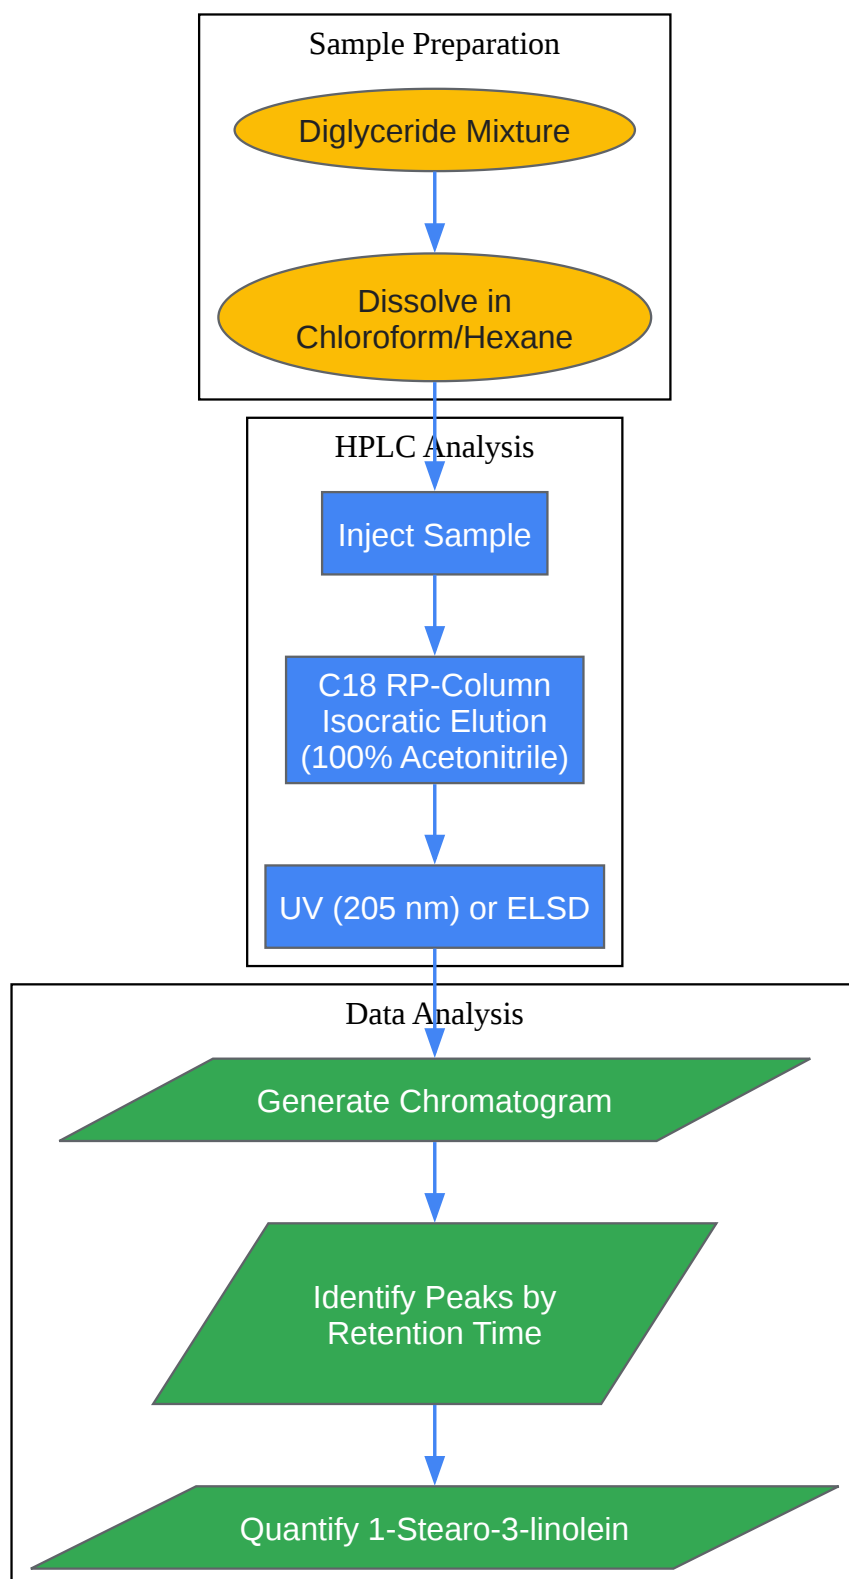 Sample Preparation
Diglyceride Mixture
Dissolve in
Chloroform/Hexane
HPLC Analysis
Inject Sample
C18 RP-Column
Isocratic Elution
(100% Acetonitrile)
UV (205 nm) or ELSD
Data Analysis
Generate Chromatogram
Identify Peaks by
Retention Time
Quantify 1-Stearo-3-linolein